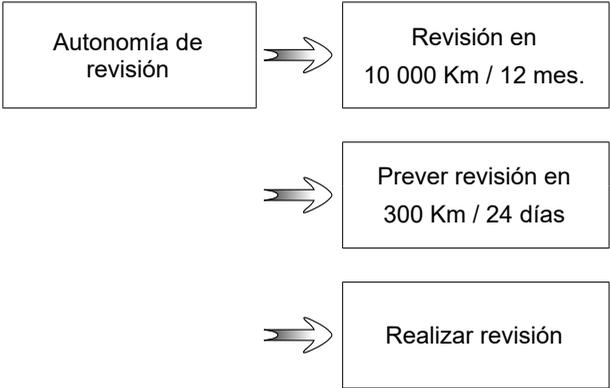 Autonomía de
revisión
Revisión en
10 000 Km / 12 mes.
Prever revisión en
300 Km / 24 días
Realizar revisión